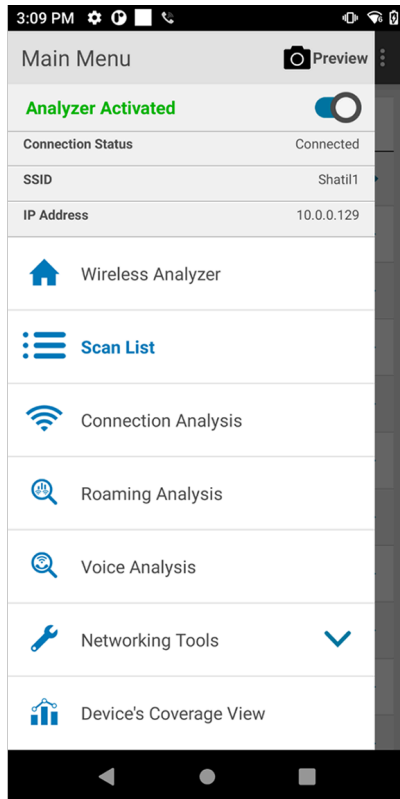 3:09 PM
Main Menu
Preview
Analyzer Activated
Connection Status Connected
SSID Shatil1
IP Address 10.0.0.129
Wireless Analyzer
Scan List
Connection Analysis
Roaming Analysis
Voice Analysis
Networking Tools
Device's Coverage View